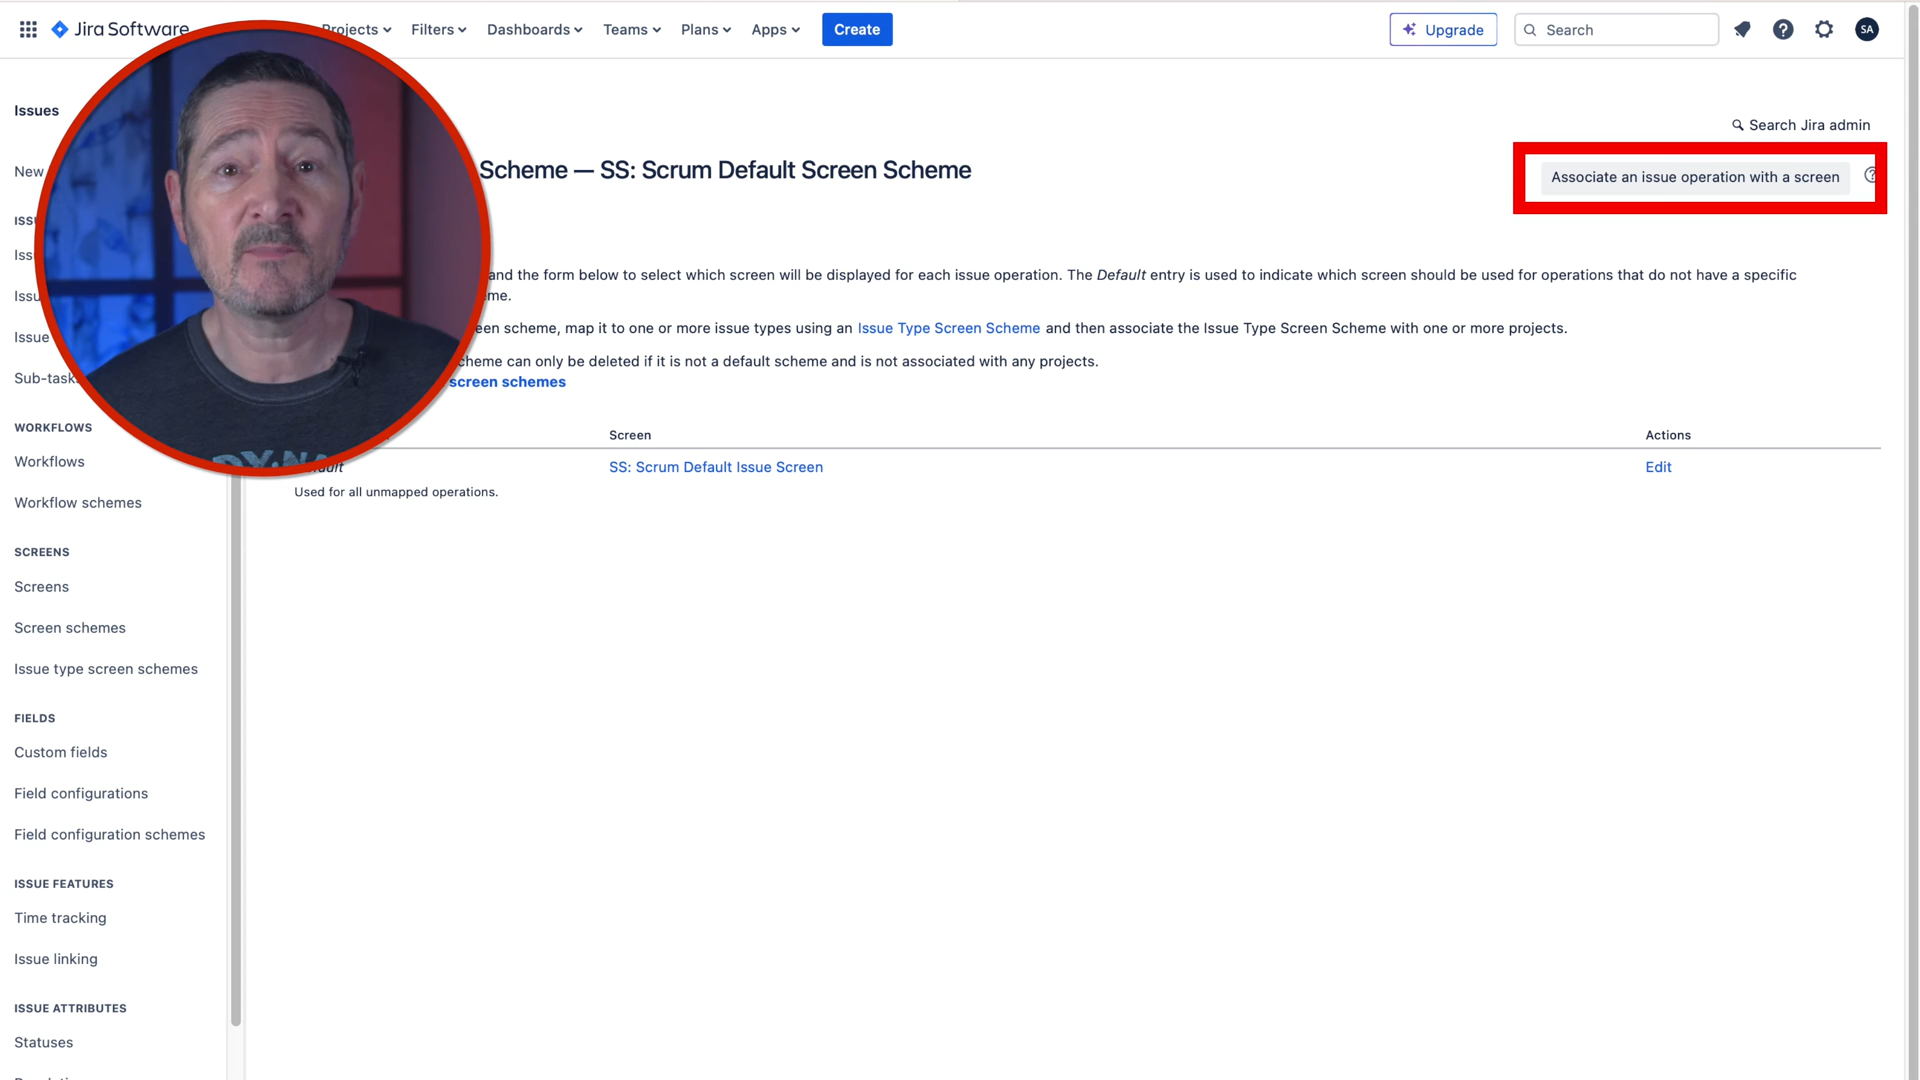 Jira Software
Projects
Filters
Dashboards
Teams
Plans
Apps
Create
Upgrade
Search
SA
Issues
Search Jira admin
Scheme — SS: Scrum Default Screen Scheme
Associate an issue operation with a screen
New
and the form below to select which screen will be displayed for each issue operation. The Default entry is used to indicate which screen should be used for operations that do not have a specific
Issue
map it to one or more issue types using an Issue Type Screen Scheme and then associate the Issue Type Screen Scheme with one or more projects.
can only be deleted if it is not a default scheme and is not associated with any projects.
screen schemes
WORKFLOWS
Screen
Actions
Workflows
SS: Scrum Default Issue Screen
Edit
Used for all unmapped operations.
Workflow schemes
SCREENS
Screens
Screen schemes
Issue type screen schemes
FIELDS
Custom fields
Field configurations
Field configuration schemes
ISSUE FEATURES
Time tracking
Issue linking
ISSUE ATTRIBUTES
Statuses